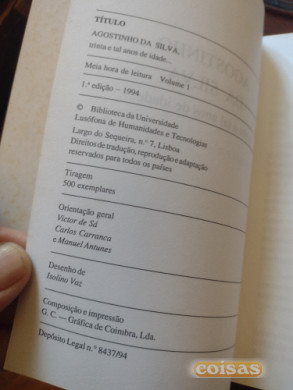 TÍTULO
AGOSTINHO DA SILVA,
trinta e tal anos de idade...
Meia hora de leitura Volume 1
1.ª edição – 1994
© Biblioteca da Universidade
Lusófona de Humanidades e Tecnologias
Largo do Sequeira, n.º 7, Lisboa
Direitos de tradução, reprodução e adaptação
reservados para todos os países
Tiragem
500 exemplares
Orientação geral
Victor de Sá
Carlos Carranca
e Manuel Antunes
Desenho de
Isolino Vaz
Composição e impressão
G. C. — Gráfica de Coimbra, Lda.
Depósito Legal n.º 8437/94
coisas